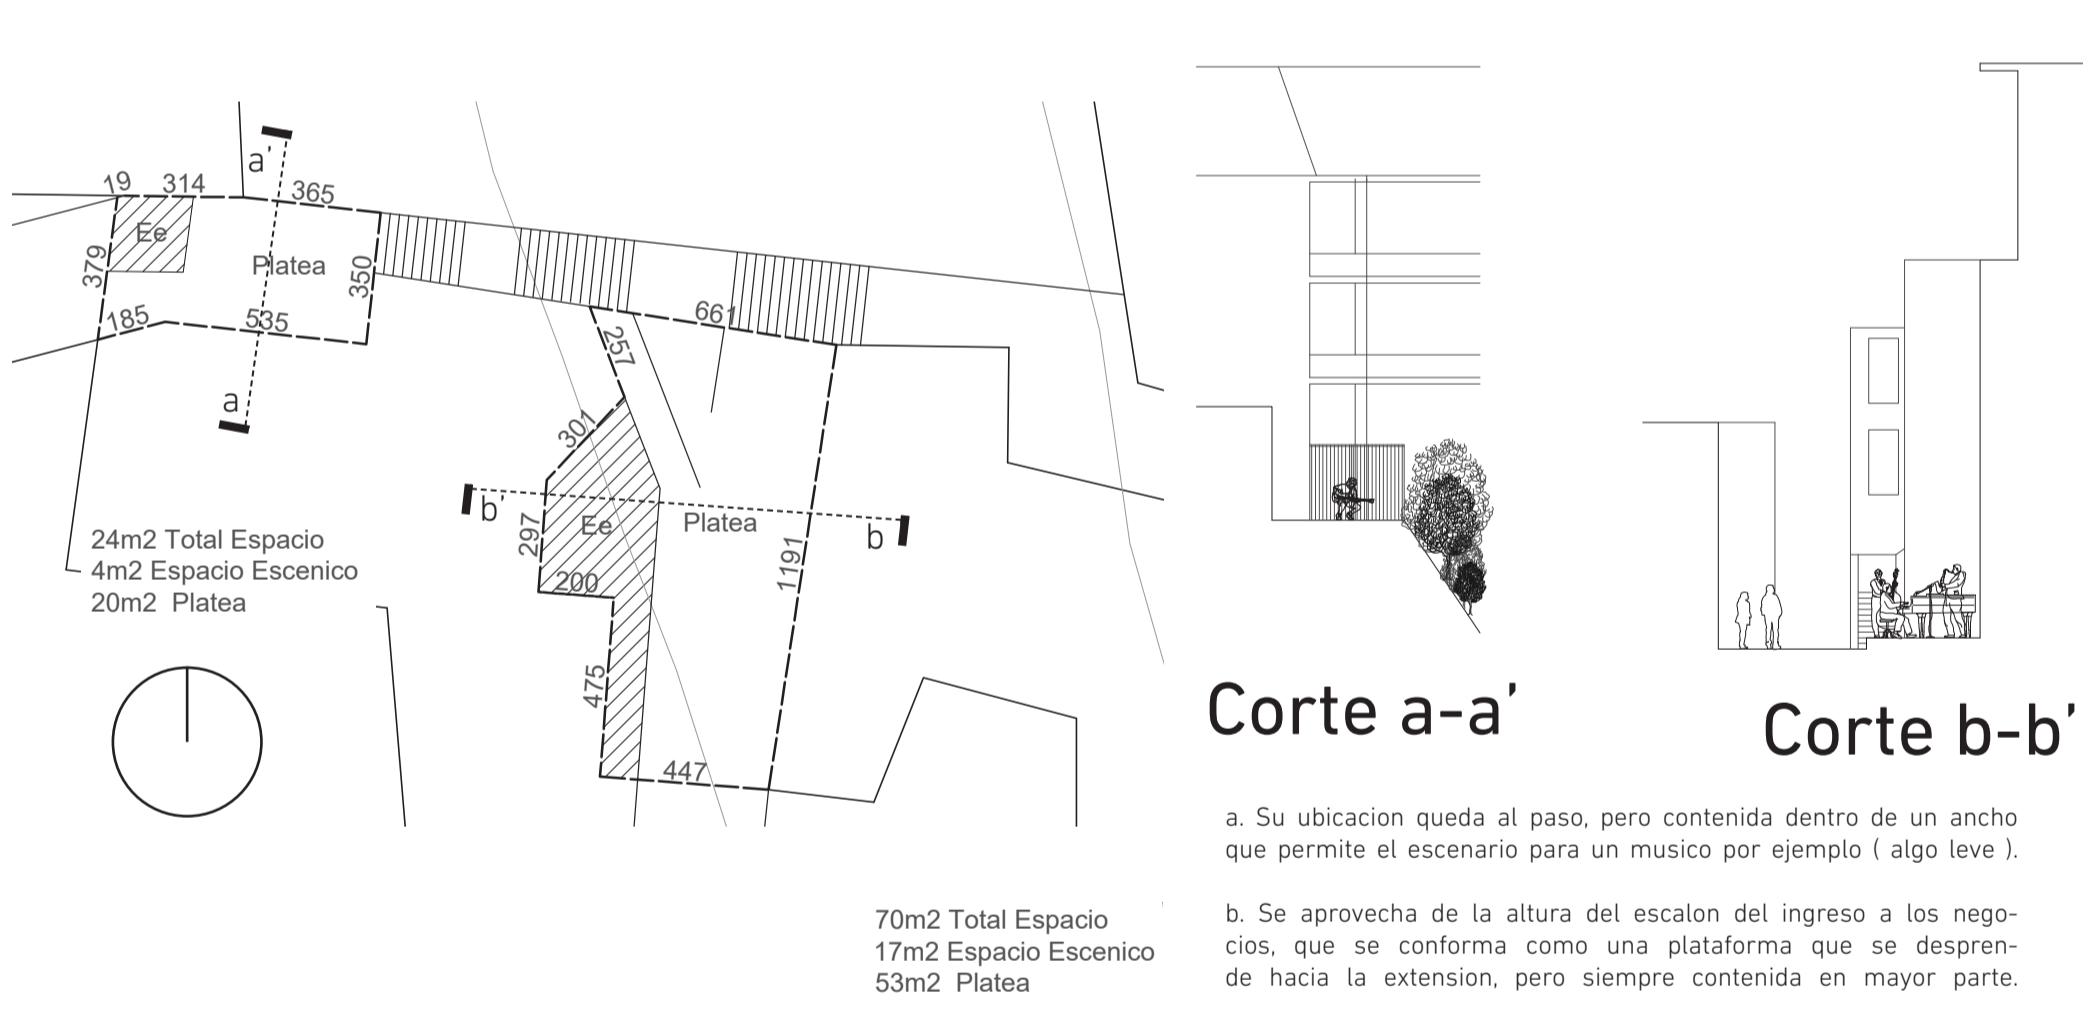 a’
19
314
365
Ee
Platea
379
350
185
535
a
661
257
301
b’
Ee
Platea
b
297
200
1191
475
447
24m2 Total Espacio
4m2 Espacio Escenico
20m2 Platea
70m2 Total Espacio
17m2 Espacio Escenico
53m2 Platea
Corte a-a’
Corte b-b’
a. Su ubicacion queda al paso, pero contenida dentro de un ancho
que permite el escenario para un musico por ejemplo ( algo leve ).
b. Se aprovecha de la altura del escalon del ingreso a los nego-
cios, que se conforma como una plataforma que se despren-
de hacia la extension, pero siempre contenida en mayor parte.